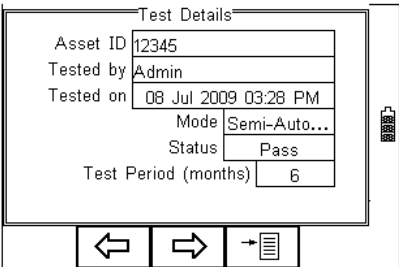 Test Details
Asset ID 12345
Tested by Admin
Tested on 08 Jul 2009 03:28 PM
Mode Semi-Auto...
Status Pass
Test Period (months) 6